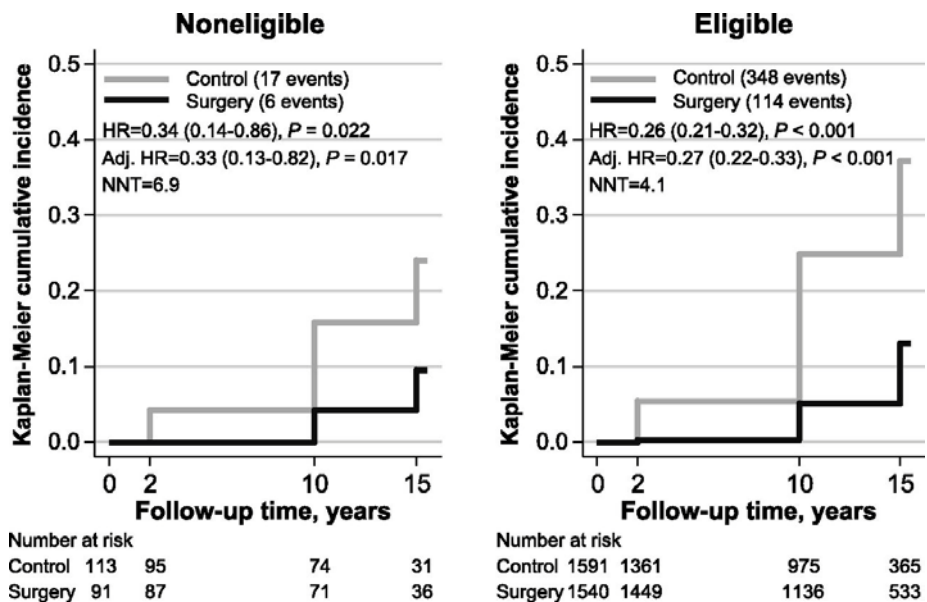 Noneligible
Kaplan-Meier cumulative incidence
0.5
0.4
0.3
0.2
0.1
0.0
Control (17 events)
Surgery (6 events)
HR=0.34 (0.14-0.86), P = 0.022
Adj. HR=0.33 (0.13-0.82), P = 0.017
NNT=6.9
0 2 10 15
Follow-up time, years
Number at risk
Control 113 95 74 31
Surgery 91 87 71 36
Eligible
Kaplan-Meier cumulative incidence
0.5
0.4
0.3
0.2
0.1
0.0
Control (348 events)
Surgery (114 events)
HR=0.26 (0.21-0.32), P < 0.001
Adj. HR=0.27 (0.22-0.33), P < 0.001
NNT=4.1
0 2 10 15
Follow-up time, years
Number at risk
Control 1591 1361 975 365
Surgery 1540 1449 1136 533